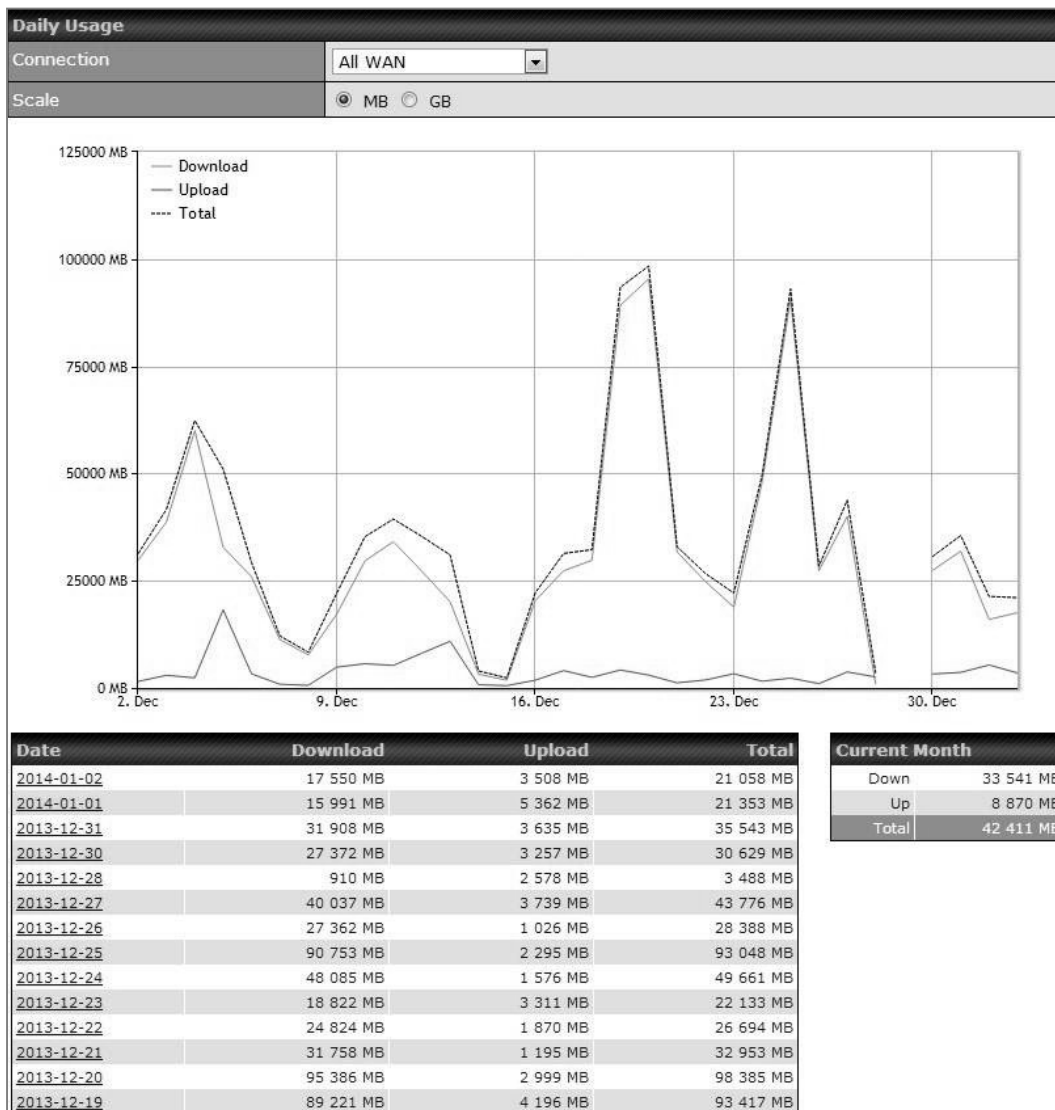 Daily Usage
Connection All WAN
Scale MB GB
125000 MB
Download
Upload
Total
100000 MB
75000 MB
50000 MB
25000 MB
0 MB
2. Dec 9. Dec 16. Dec 23. Dec 30. Dec
Date Download Upload Total
2014-01-02 17 550 MB 3 508 MB 21 058 MB
2014-01-01 15 991 MB 5 362 MB 21 353 MB
2013-12-31 31 908 MB 3 635 MB 35 543 MB
2013-12-30 27 372 MB 3 257 MB 30 629 MB
2013-12-28 910 MB 2 578 MB 3 488 MB
2013-12-27 40 037 MB 3 739 MB 43 776 MB
2013-12-26 27 362 MB 1 026 MB 28 388 MB
2013-12-25 90 753 MB 2 295 MB 93 048 MB
2013-12-24 48 085 MB 1 576 MB 49 661 MB
2013-12-23 18 822 MB 3 311 MB 22 133 MB
2013-12-22 24 824 MB 1 870 MB 26 694 MB
2013-12-21 31 758 MB 1 195 MB 32 953 MB
2013-12-20 95 386 MB 2 999 MB 98 385 MB
2013-12-19 89 221 MB 4 196 MB 93 417 MB
Current Month
Down 33 541 MB
Up 8 870 MB
Total 42 411 MB